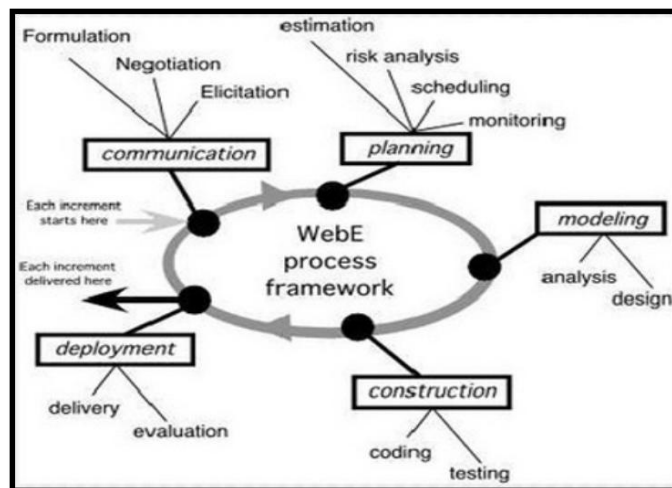 Formulation
Negotiation
Elicitation
communication
estimation
risk analysis
scheduling
monitoring
planning
Each increment
starts here
WebE
process
framework
modeling
analysis
design
Each increment
delivered here
deployment
delivery
evaluation
construction
coding
testing